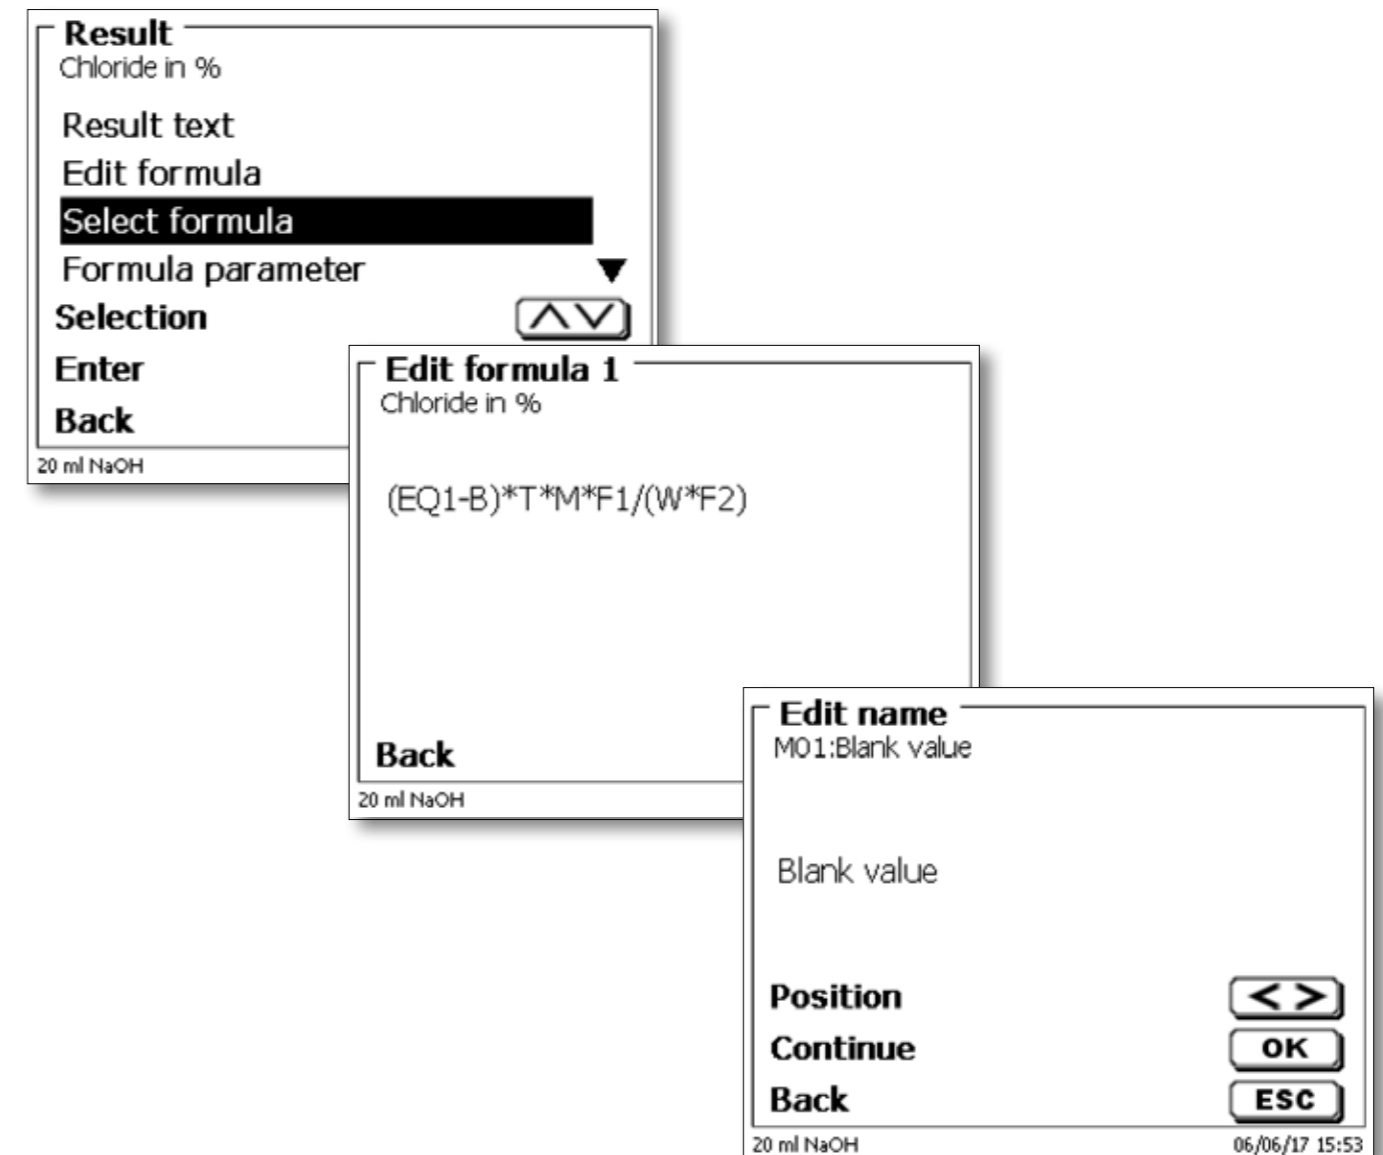 Result
Chloride in %
Result text
Edit formula
Select formula
Formula parameter
Selection
Enter
Back
20 ml NaOH
Edit formula 1
Chloride in %
(EQ1-B)*T*M*F1/(W*F2)
Back
20 ml NaOH
Edit name
M01:Blank value
Blank value
Position < >
Continue OK
Back ESC
20 ml NaOH 06/06/17 15:53